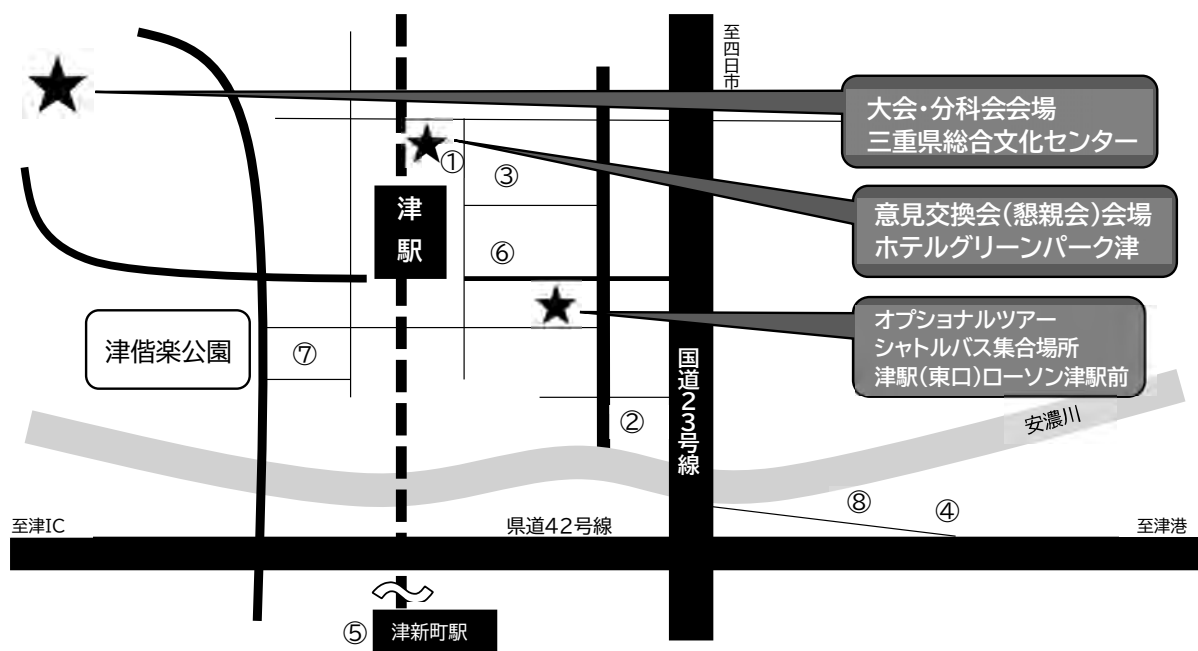 至四日市
大会・分科会会場
三重県総合文化センター
①
③
津駅
意見交換会(懇親会)会場
ホテルグリーンパーク津
⑥
オプショナルツアー
シャトルバス集合場所
津駅(東口)ローソン津駅前
津偕楽公園
⑦
国道23号線
②
安濃川
⑧
④
至津IC
県道42号線
至津港
⑤
津新町駅